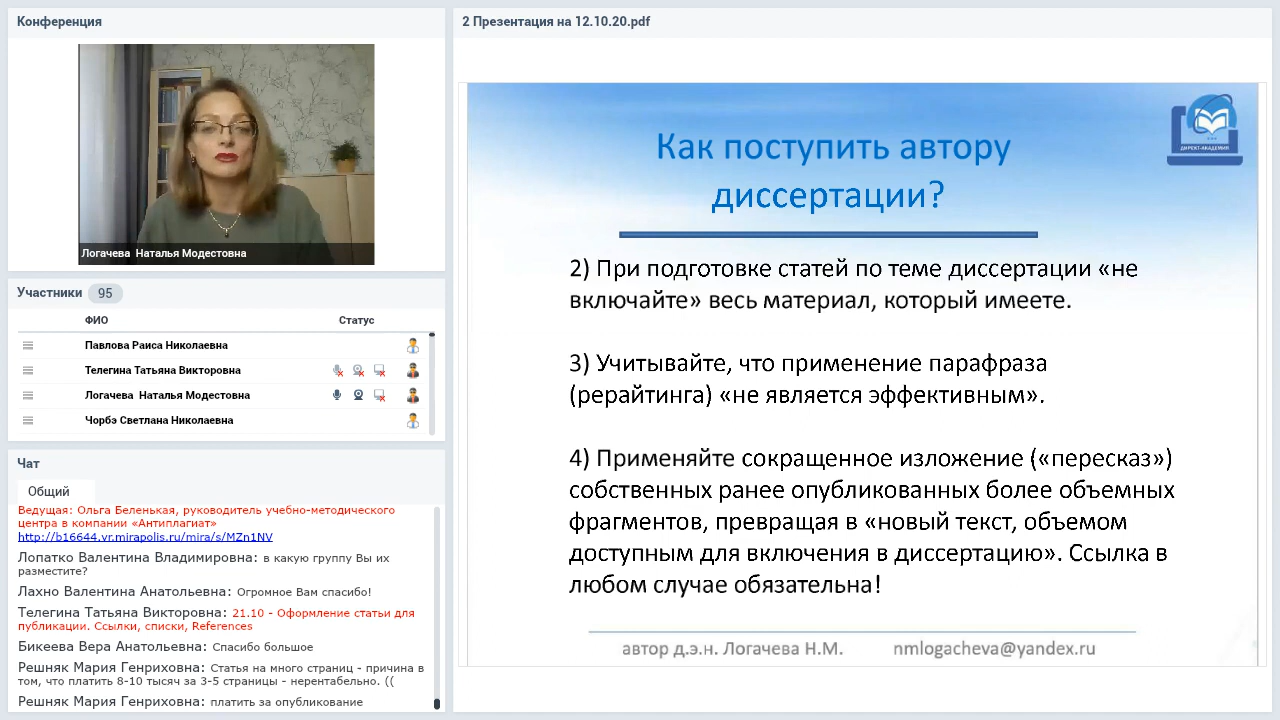 Конференция
Логачева  Наталья Модестовна
Участники 95
ФИО Статус
Павлова Раиса Николаевна
Телегина Татьяна Викторовна
Логачева  Наталья Модестовна
Чорбэ Светлана Николаевна
Чат
Общий
Ведущая: Ольга Беленькая, руководитель учебно-методического
центра в компании «Антиплагиат»
http://b16644.vr.mirapolis.ru/mira/s/MZn1NV
Лопатко Валентина Владимировна: в какую группу Вы их
разместите?
Лахно Валентина Анатольевна: Огромное Вам спасибо!
Телегина Татьяна Викторовна: 21.10 - Оформление статьи для
публикации. Ссылки, списки, References
Бикеева Вера Анатольевна: Спасибо большое
Решняк Мария Генриховна: Статья на много страниц - причина в
том, что платить 8-10 тысяч за 3-5 страницы - нерентабельно. ((
Решняк Мария Генриховна: платить за опубликование
2 Презентация на 12.10.20.pdf
ДИРЕКТ-АКАДЕМИЯ
Как поступить автору
диссертации?
2) При подготовке статей по теме диссертации «не
включайте» весь материал, который имеете.
3) Учитывайте, что применение парафраза
(рерайтинга) «не является эффективным».
4) Применяйте сокращенное изложение («пересказ»)
собственных ранее опубликованных более объемных
фрагментов, превращая в «новый текст, объемом
доступным для включения в диссертацию». Ссылка в
любом случае обязательна!
автор д.э.н. Логачева Н.М. nmlogacheva@yandex.ru